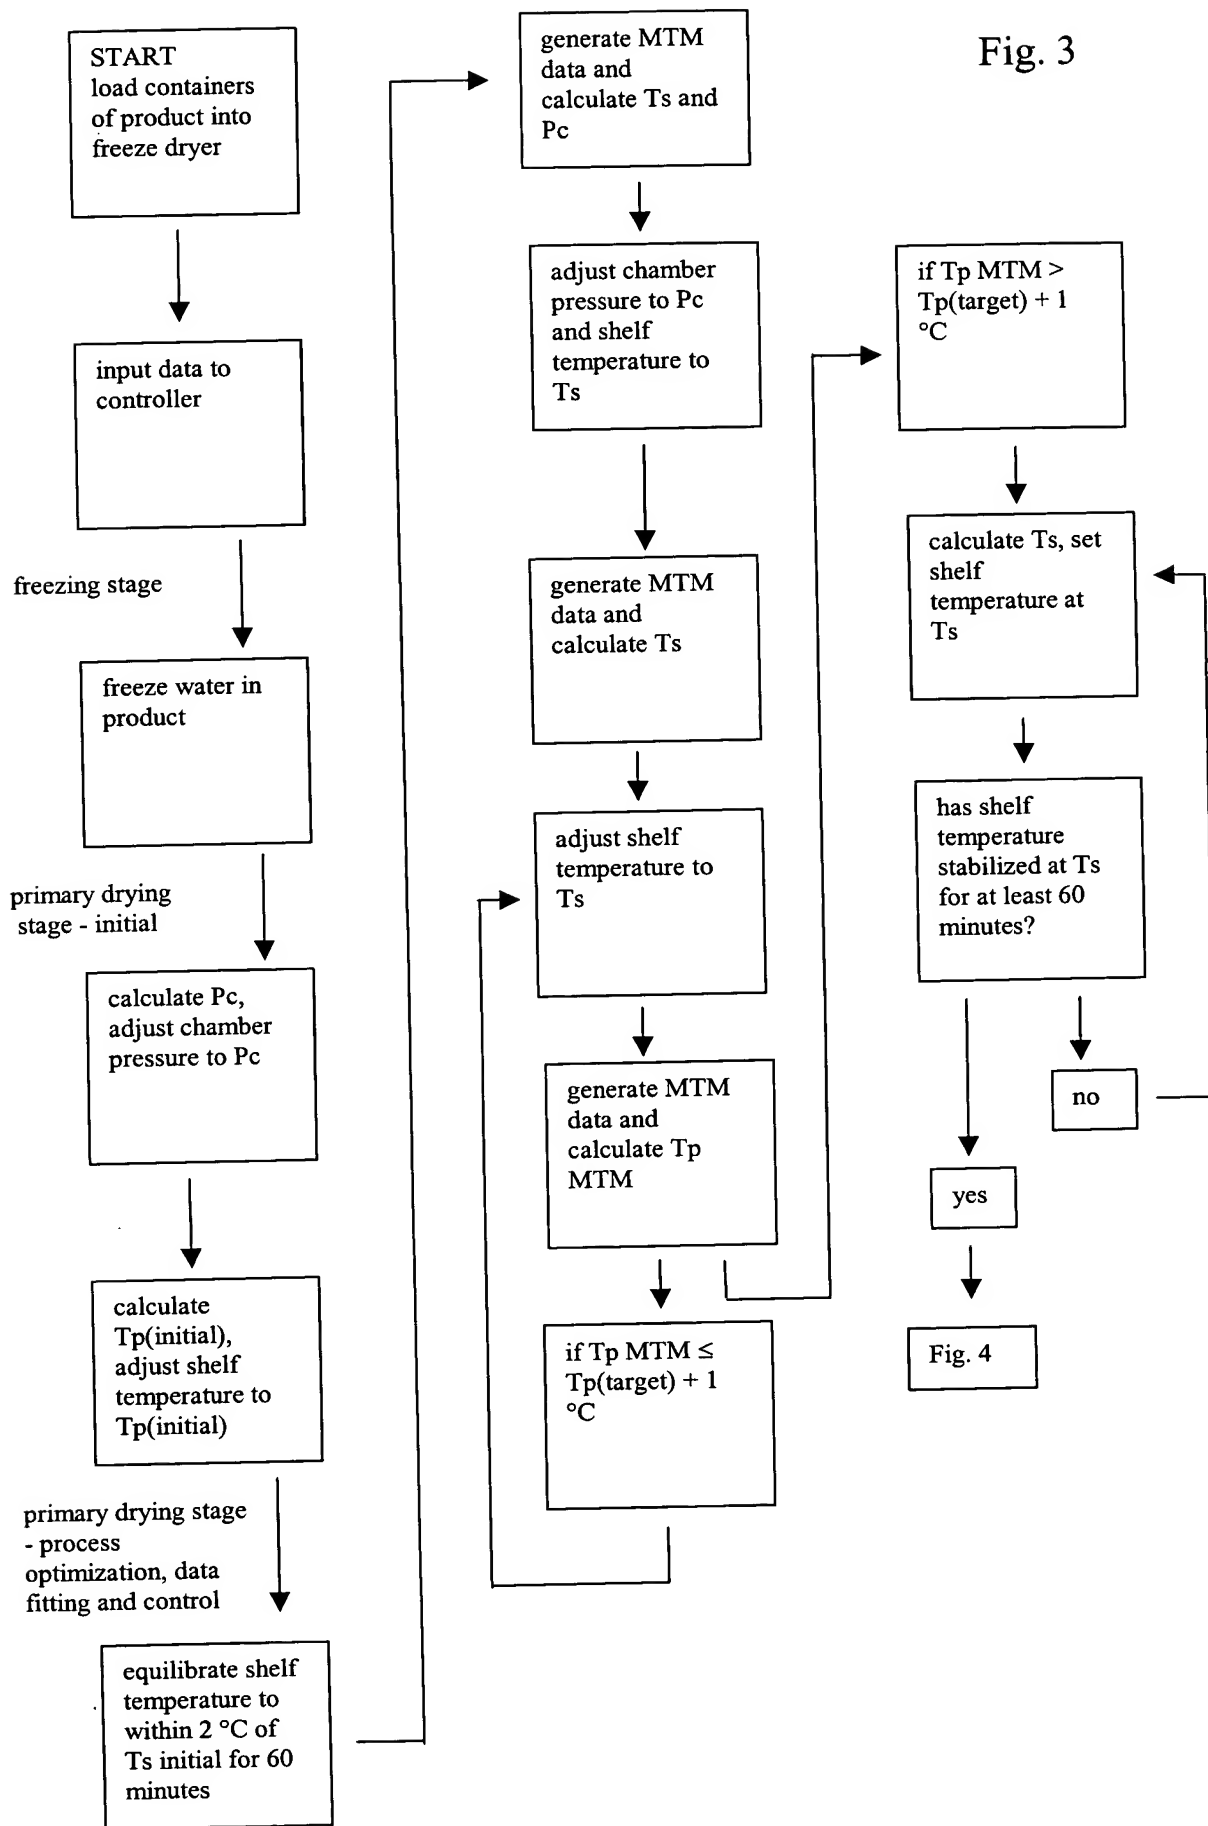 Fig. 3
START
load containers
of product into
freeze dryer
input data to
controller
freezing stage
freeze water in
product
primary drying
stage - initial
calculate Pc,
adjust chamber
pressure to Pc
calculate
Tp(initial),
adjust shelf
temperature to
Tp(initial)
primary drying stage
- process
optimization, data
fitting and control
equilibrate shelf
temperature to
within 2 °C of
Ts initial for 60
minutes
generate MTM
data and
calculate Ts and
Pc
adjust chamber
pressure to Pc
and shelf
temperature to
Ts
generate MTM
data and
calculate Ts
adjust shelf
temperature to
Ts
generate MTM
data and
calculate Tp
MTM
if Tp MTM ≤
Tp(target) + 1
°C
if Tp MTM >
Tp(target) + 1
°C
calculate Ts, set
shelf
temperature at
Ts
has shelf
temperature
stabilized at Ts
for at least 60
minutes?
no
yes
Fig. 4